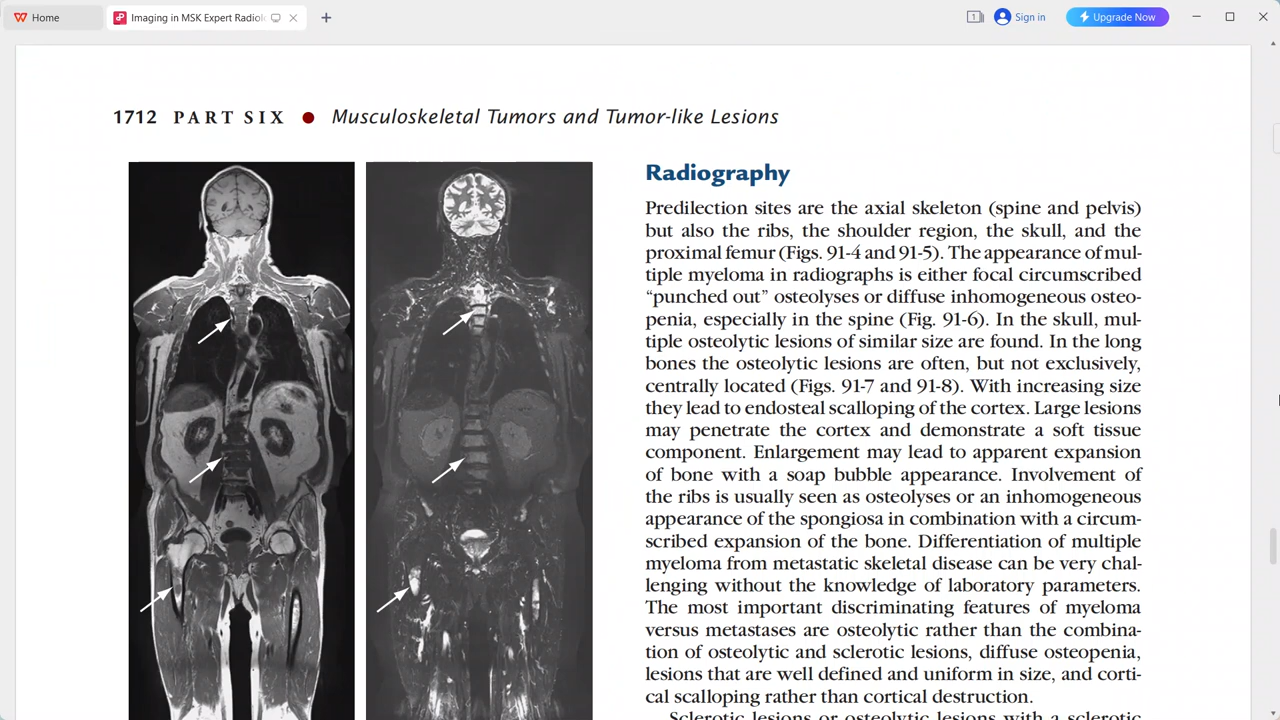 Home
Imaging in MSK Expert Radiol
1
Sign in
Upgrade Now
1712 PART SIX ● Musculoskeletal Tumors and Tumor-like Lesions
Radiography
Predilection sites are the axial skeleton (spine and pelvis)
but also the ribs, the shoulder region, the skull, and the
proximal femur (Figs. 91-4 and 91-5). The appearance of mul-
tiple myeloma in radiographs is either focal circumscribed
“punched out” osteolyses or diffuse inhomogeneous osteo-
penia, especially in the spine (Fig. 91-6). In the skull, mul-
tiple osteolytic lesions of similar size are found. In the long
bones the osteolytic lesions are often, but not exclusively,
centrally located (Figs. 91-7 and 91-8). With increasing size
they lead to endosteal scalloping of the cortex. Large lesions
may penetrate the cortex and demonstrate a soft tissue
component. Enlargement may lead to apparent expansion
of bone with a soap bubble appearance. Involvement of
the ribs is usually seen as osteolyses or an inhomogeneous
appearance of the spongiosa in combination with a circum-
scribed expansion of the bone. Differentiation of multiple
myeloma from metastatic skeletal disease can be very chal-
lenging without the knowledge of laboratory parameters.
The most important discriminating features of myeloma
versus metastases are osteolytic rather than the combina-
tion of osteolytic and sclerotic lesions, diffuse osteopenia,
lesions that are well defined and uniform in size, and corti-
cal scalloping rather than cortical destruction.
Sclerotic lesions or osteolytic lesions with a sclerotic